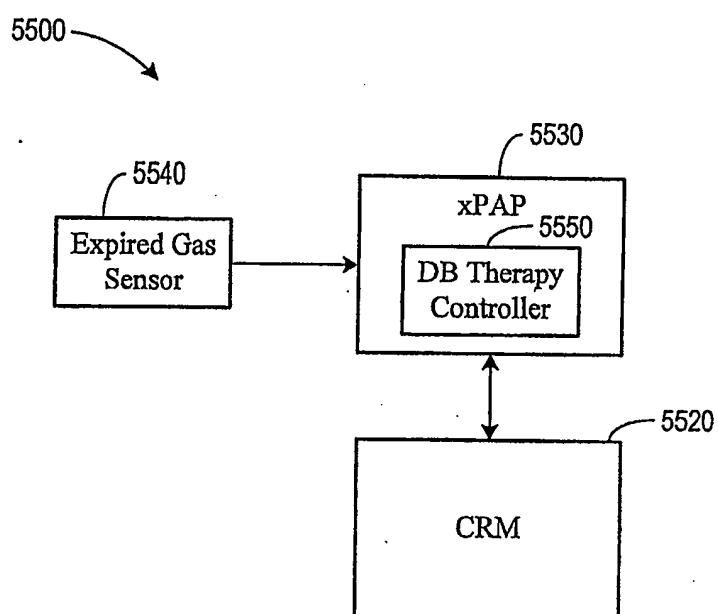 5500
5530
5540
xPAP
5550
Expired Gas
Sensor
DB Therapy
Controller
5520
CRM